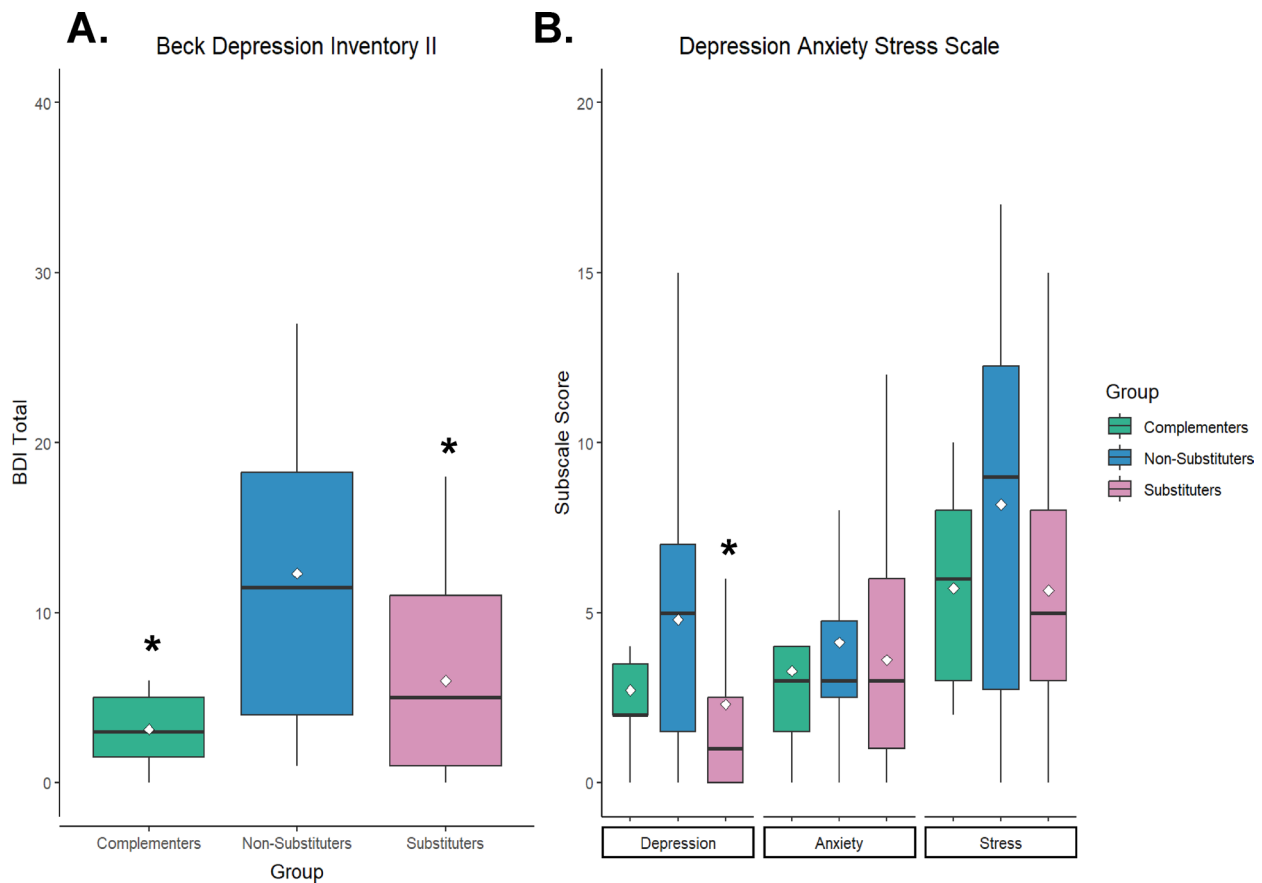 A.
Beck Depression Inventory II
40
30
20
10
0
BDI Total
*
*
Complementers
Non-Substituters
Substituters
Group
B.
Depression Anxiety Stress Scale
20
15
10
5
0
Subscale Score
*
Depression
Anxiety
Stress
Group
Complementers
Non-Substituters
Substituters